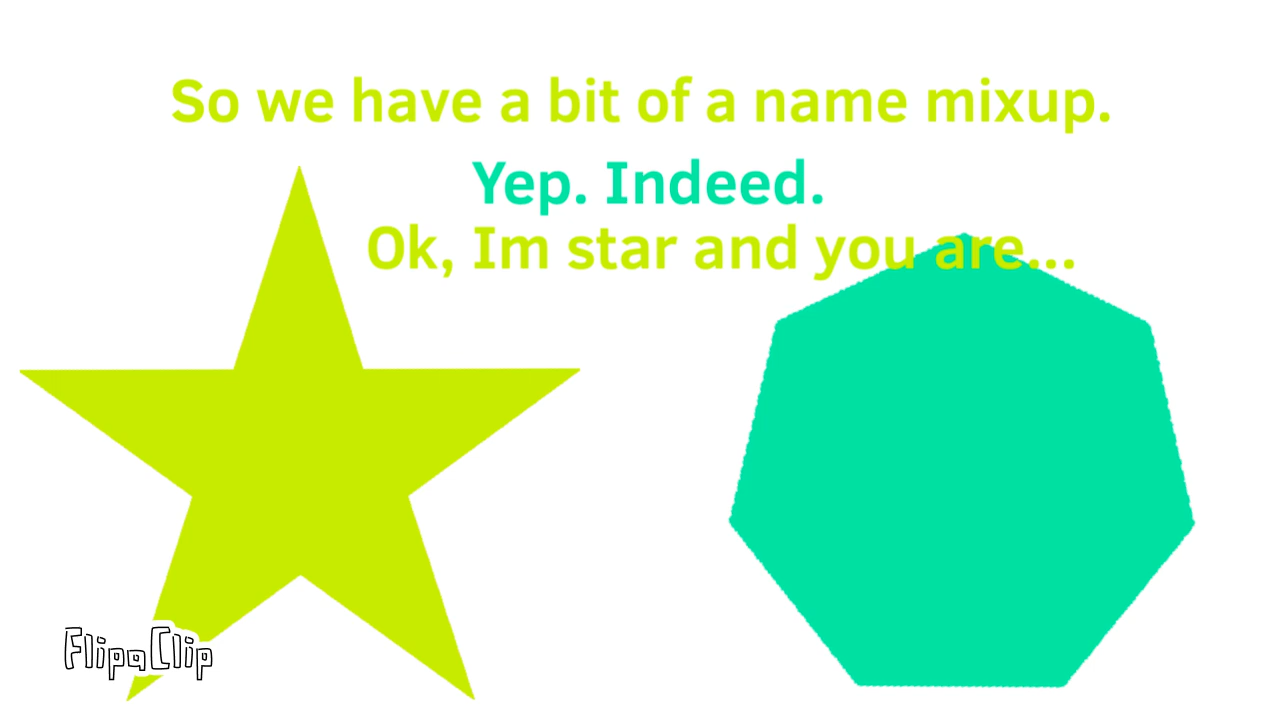 So we have a bit of a name mixup.
Yep. Indeed.
Ok, Im star and you are...
FlipaClip